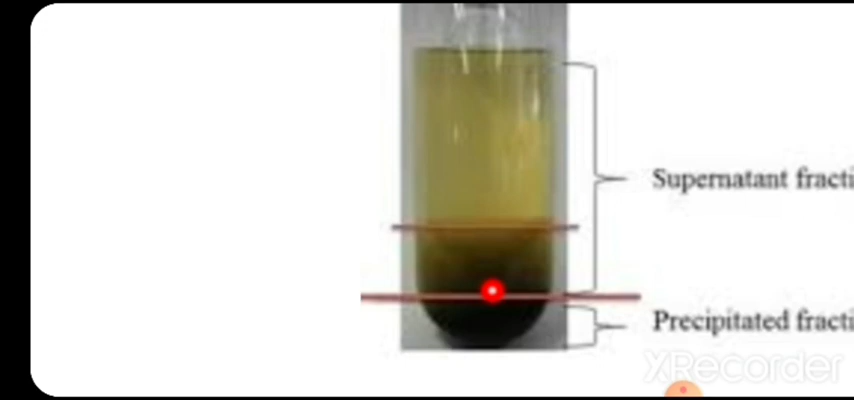 Supernatant fracti
Precipitated fracti
XRecorder